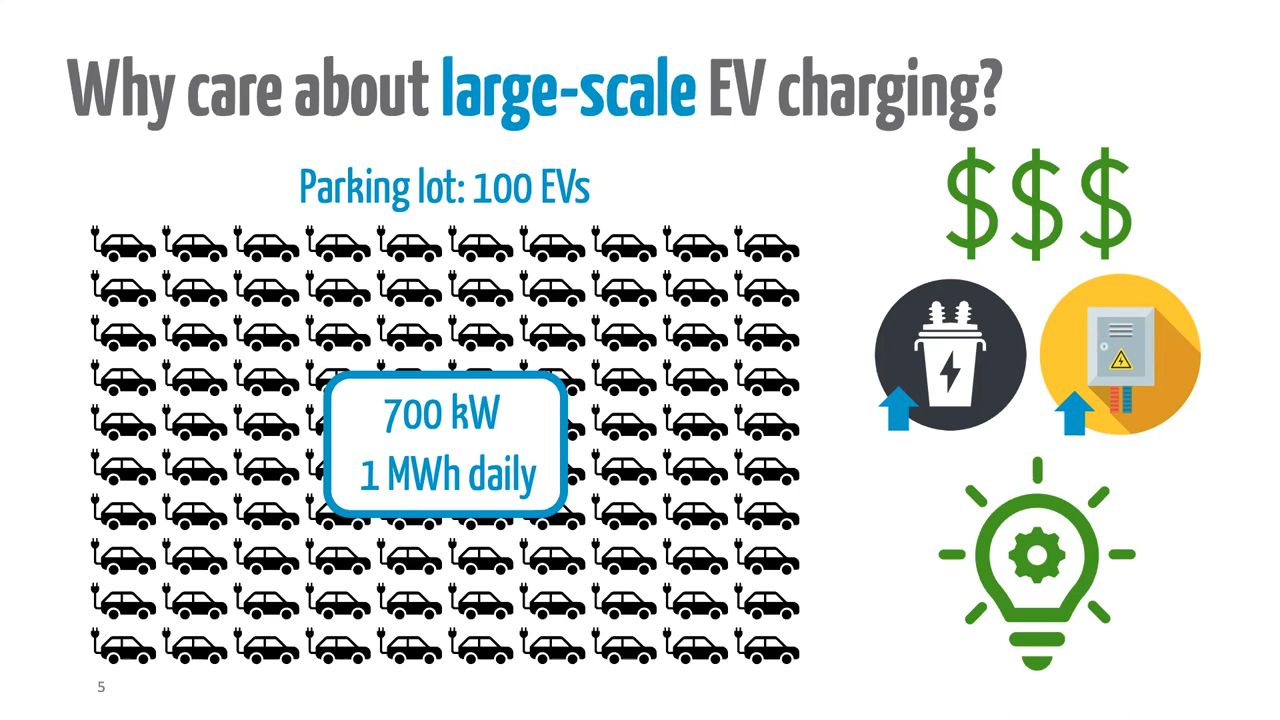 Why care about large-scale EV charging?
Parking lot: 100 EVs
$$$
700 kW
1 MWh daily
5